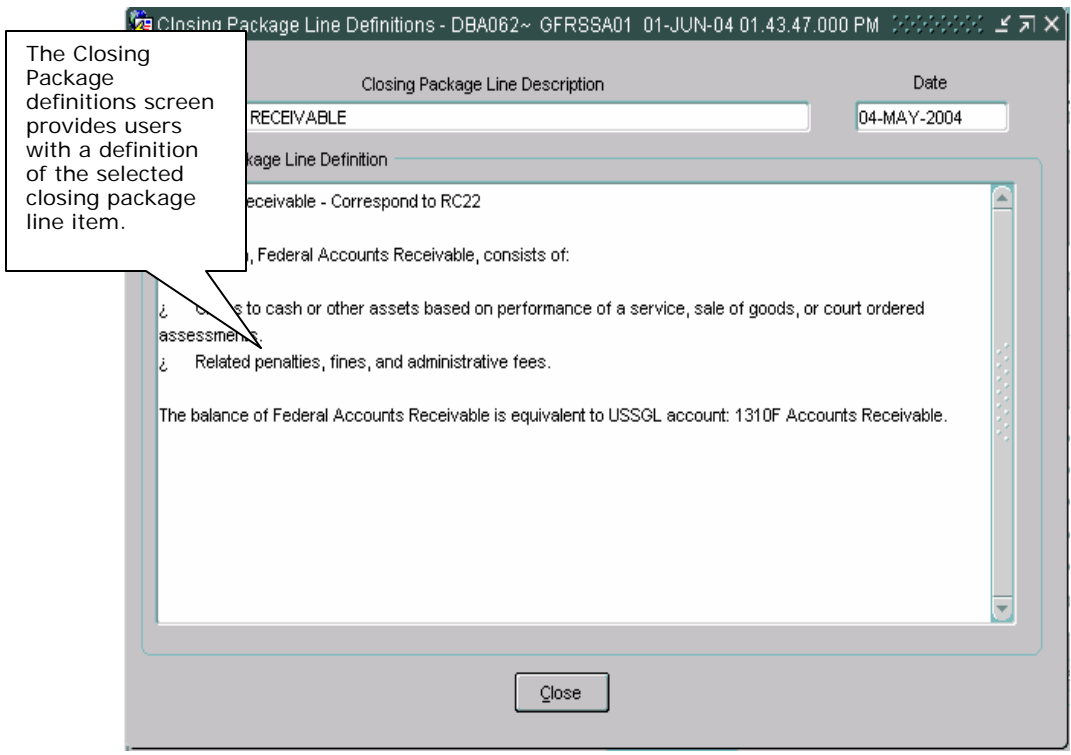 Closing Package Line Definitions - DBA062~ GFRSSA01 01-JUN-04 01.43.47.000 PM
The Closing
Package
definitions screen
provides users
with a definition
of the selected
closing package
line item.
Closing Package Line Description
Date
RECEIVABLE
04-MAY-2004
Line Definition
- Correspond to RC22
, Federal Accounts Receivable, consists of:
¿ to cash or other assets based on performance of a service, sale of goods, or court ordered
assessments.
¿ Related penalties, fines, and administrative fees.
The balance of Federal Accounts Receivable is equivalent to USSGL account: 1310F Accounts Receivable.
Close